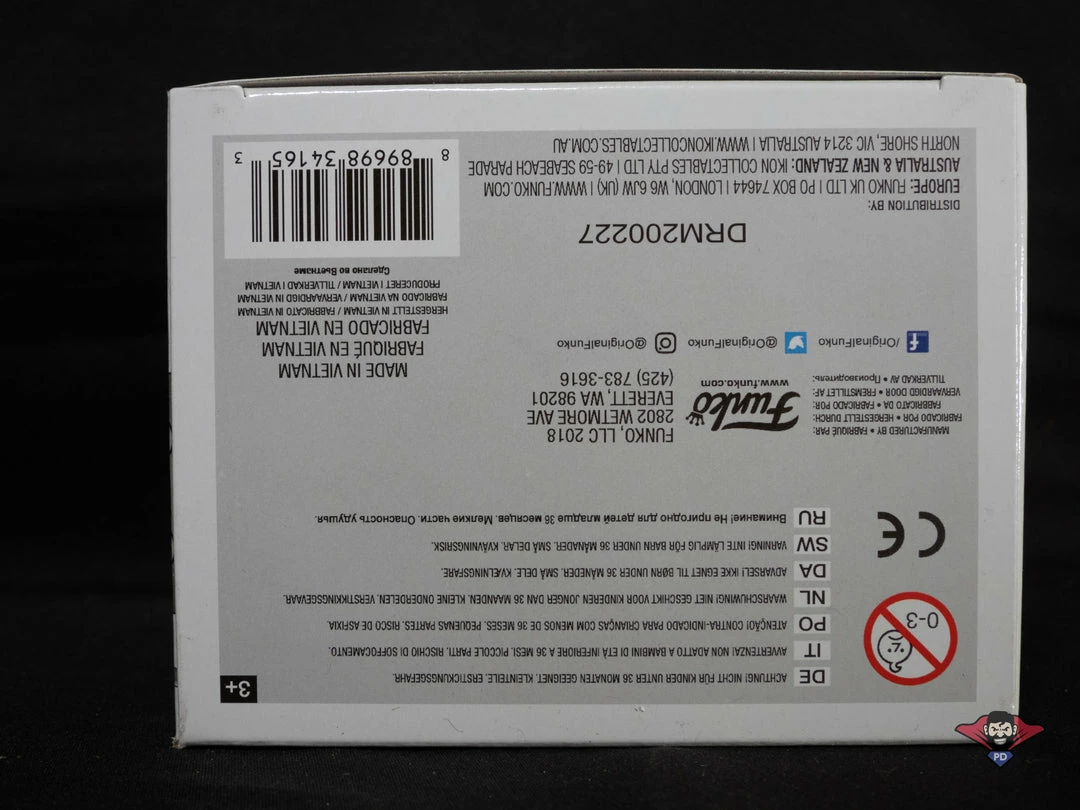 3+
DE ACHTUNG! NICHT FÜR KINDER UNTER 36 MONATEN GEEIGNET. KLEINTEILE. ERSTICKUNGSGEFAHR.
IT AVVERTENZA! NON ADATTO A BAMBINI DI ETÀ INFERIORE A 36 MESI. PICCOLE PARTI. RISCHIO DI SOFFOCAMENTO.
PO ATENÇÃO! CONTRA-INDICADO PARA CRIANÇAS COM MENOS DE 36 MESES. PEQUENAS PARTES. RISCO DE ASFIXIA.
NL WAARSCHUWING! NIET GESCHIKT VOOR KINDEREN JONGER DAN 36 MAANDEN. KLEINE ONDERDELEN. VERSTIKKINGSGEVAAR.
DA ADVARSEL! IKKE EGNET TIL BØRN UNDER 36 MÅNEDER. SMÅ DELE. KVÆLNINGSFARE.
SW VARNING! INTE LÄMPLIG FÖR BARN UNDER 36 MÅNADER. SMÅ DELAR. KVÄVNINGSRISK.
RU Внимание! Не пригодно для детей младше 36 месяцев. Мелкие части. Опасность удушья.
0-3
CE
MANUFACTURED BY • FABRIQUÉ PAR:
FABRICADO POR • HERGESTELLT DURCH:
FABBRICATO DA • FABRICADO POR:
VERVAARDIGD DOOR • FREMSTILLET AF:
TILLVERKAD AV • Производитель:
Funko
www.funko.com
FUNKO, LLC 2018
2802 WETMORE AVE
EVERETT, WA 98201
(425) 783-3616
/OriginalFunko @OriginalFunko @OriginalFunko
MADE IN VIETNAM
FABRIQUÉ EN VIETNAM
FABRICADO EN VIETNAM
HERGESTELLT IN VIETNAM / FABBRICATO IN VIETNAM
FABRICADO NA VIETNAM / VERVAARDIGD IN VIETNAM
PRODUCERET I VIETNAM / TILLVERKAD I VIETNAM
Сделано во Вьетнаме
DRM200227
DISTRIBUTION BY:
EUROPE: FUNKO UK LTD | PO BOX 74644 | LONDON, W6 6JW (UK) | WWW.FUNKO.COM
AUSTRALIA & NEW ZEALAND: IKON COLLECTABLES PTY LTD | 49-59 SEABEACH PARADE
NORTH SHORE, VIC 3214 AUSTRALIA | WWW.IKONCOLLECTABLES.COM.AU
8 89698 34165 3
PD